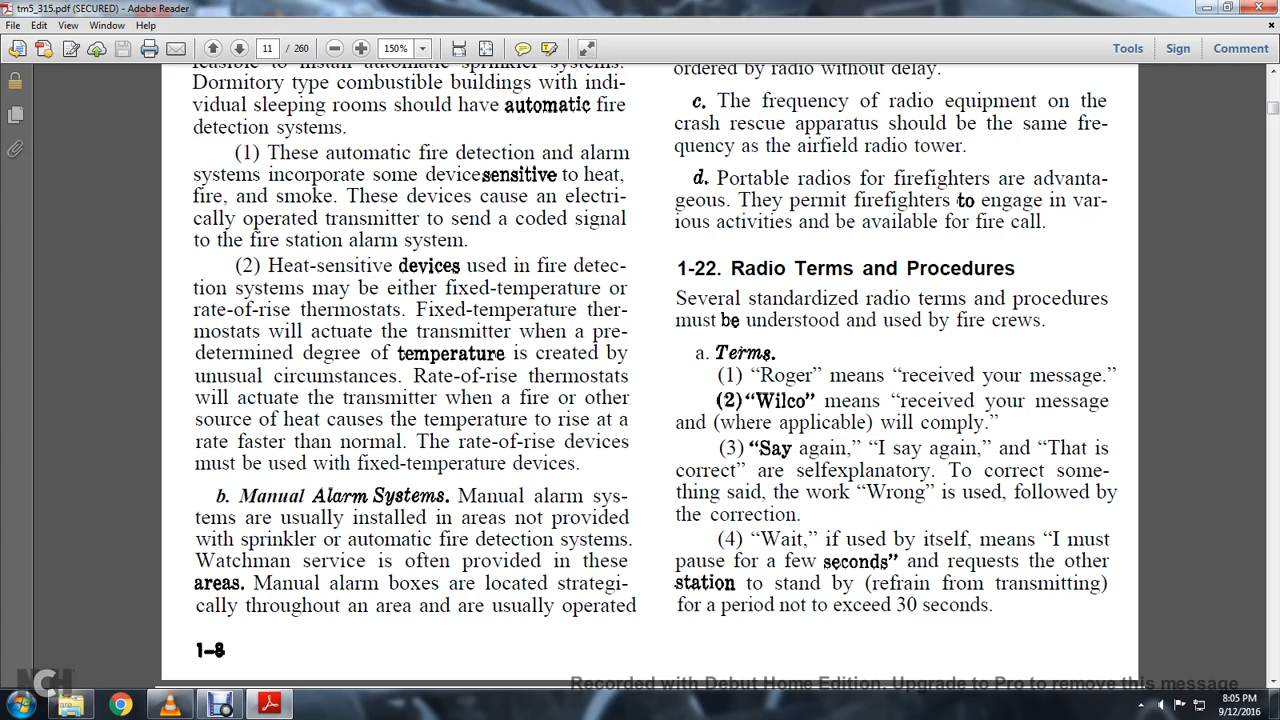 tm5_315.pdf (SECURED) - Adobe Reader
File Edit View Window Help
11 / 260 150% Tools Sign Comment
feasible to install automatic sprinkler systems.
Dormitory type combustible buildings with indi-
vidual sleeping rooms should have automatic fire
detection systems.
(1) These automatic fire detection and alarm
systems incorporate some device sensitive to heat,
fire, and smoke. These devices cause an electri-
cally operated transmitter to send a coded signal
to the fire station alarm system.
(2) Heat-sensitive devices used in fire detec-
tion systems may be either fixed-temperature or
rate-of-rise thermostats. Fixed-temperature ther-
mostats will actuate the transmitter when a pre-
determined degree of temperature is created by
unusual circumstances. Rate-of-rise thermostats
will actuate the transmitter when a fire or other
source of heat causes the temperature to rise at a
rate faster than normal. The rate-of-rise devices
must be used with fixed-temperature devices.
b. Manual Alarm Systems. Manual alarm sys-
tems are usually installed in areas not provided
with sprinkler or automatic fire detection systems.
Watchman service is often provided in these
areas. Manual alarm boxes are located strategi-
cally throughout an area and are usually operated
1-8
ordered by radio without delay.
c. The frequency of radio equipment on the
crash rescue apparatus should be the same fre-
quency as the airfield radio tower.
d. Portable radios for firefighters are advanta-
geous. They permit firefighters to engage in var-
ious activities and be available for fire call.
1-22. Radio Terms and Procedures
Several standardized radio terms and procedures
must be understood and used by fire crews.
a. Terms.
(1) “Roger” means “received your message.”
(2) “Wilco” means “received your message
and (where applicable) will comply.”
(3) “Say again,” “I say again,” and “That is
correct” are selfexplanatory. To correct some-
thing said, the work “Wrong” is used, followed by
the correction.
(4) “Wait,” if used by itself, means “I must
pause for a few seconds” and requests the other
station to stand by (refrain from transmitting)
for a period not to exceed 30 seconds.
NCH
Recorded with Debut Home Edition. Upgrade to Pro to remove this message
8:05 PM
9/12/2016